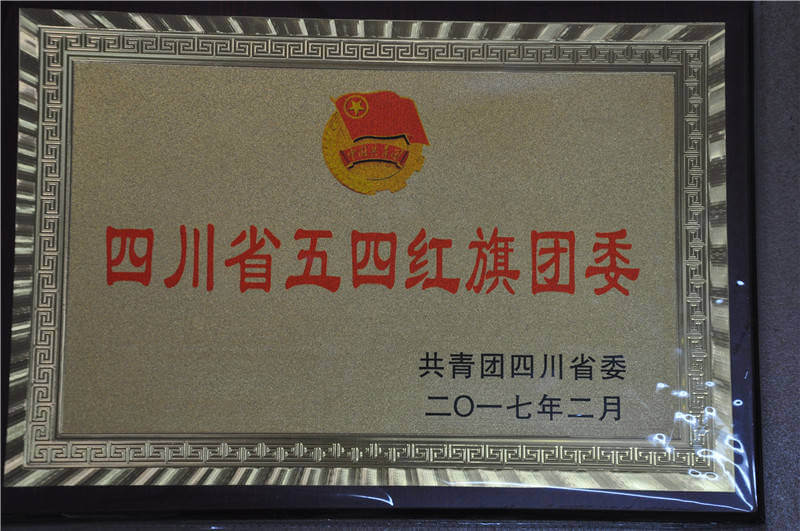 四川省五四红旗团委
共青团四川省委
二〇一七年二月